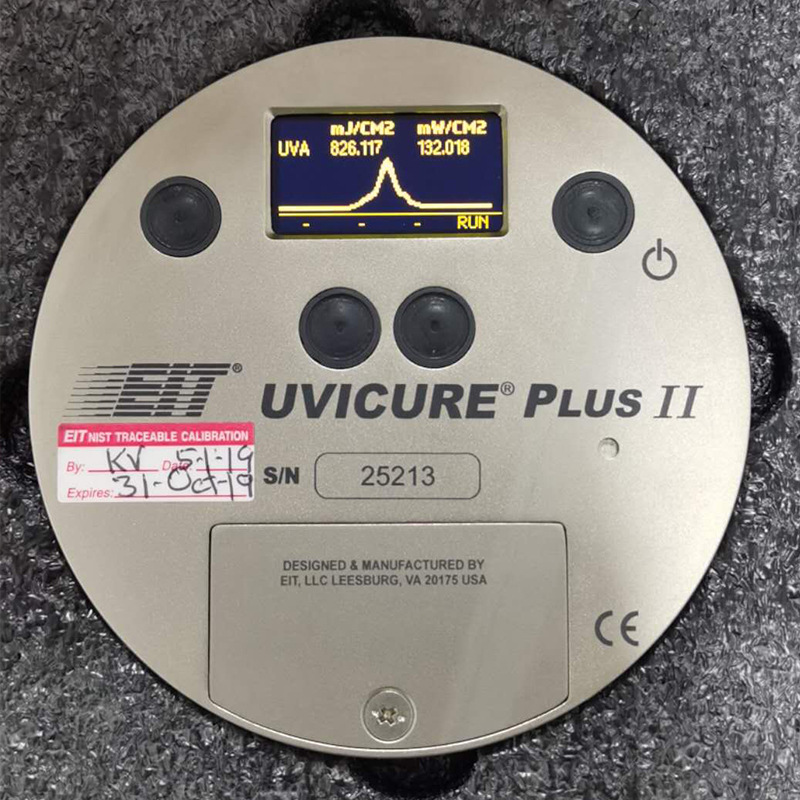 mJ/CM2 mW/CM2
UVA 826.117 132.018
- - - RUN
EIT®
UVICURE® PLUS II
EIT NIST TRACEABLE CALIBRATION
By: KV Date 5-1-19
Expires: 31-Oct-19
S/N 25213
DESIGNED & MANUFACTURED BY
EIT, LLC LEESBURG, VA 20175 USA
CE